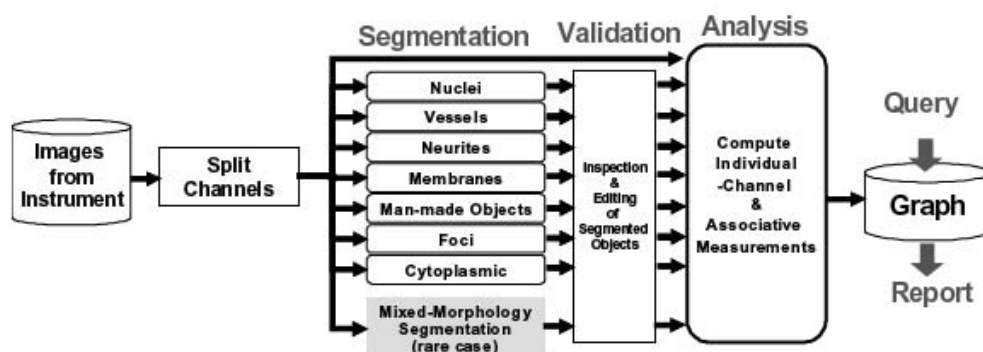 Segmentation
Validation
Analysis
Images
from
Instrument
Split
Channels
Nuclei
Vessels
Neurites
Membranes
Man-made Objects
Foci
Cytoplasmic
Mixed-Morphology
Segmentation
(rare case)
Inspection
&
Editing
of
Segmented
Objects
Compute
Individual
-Channel
&
Associative
Measurements
Query
Graph
Report